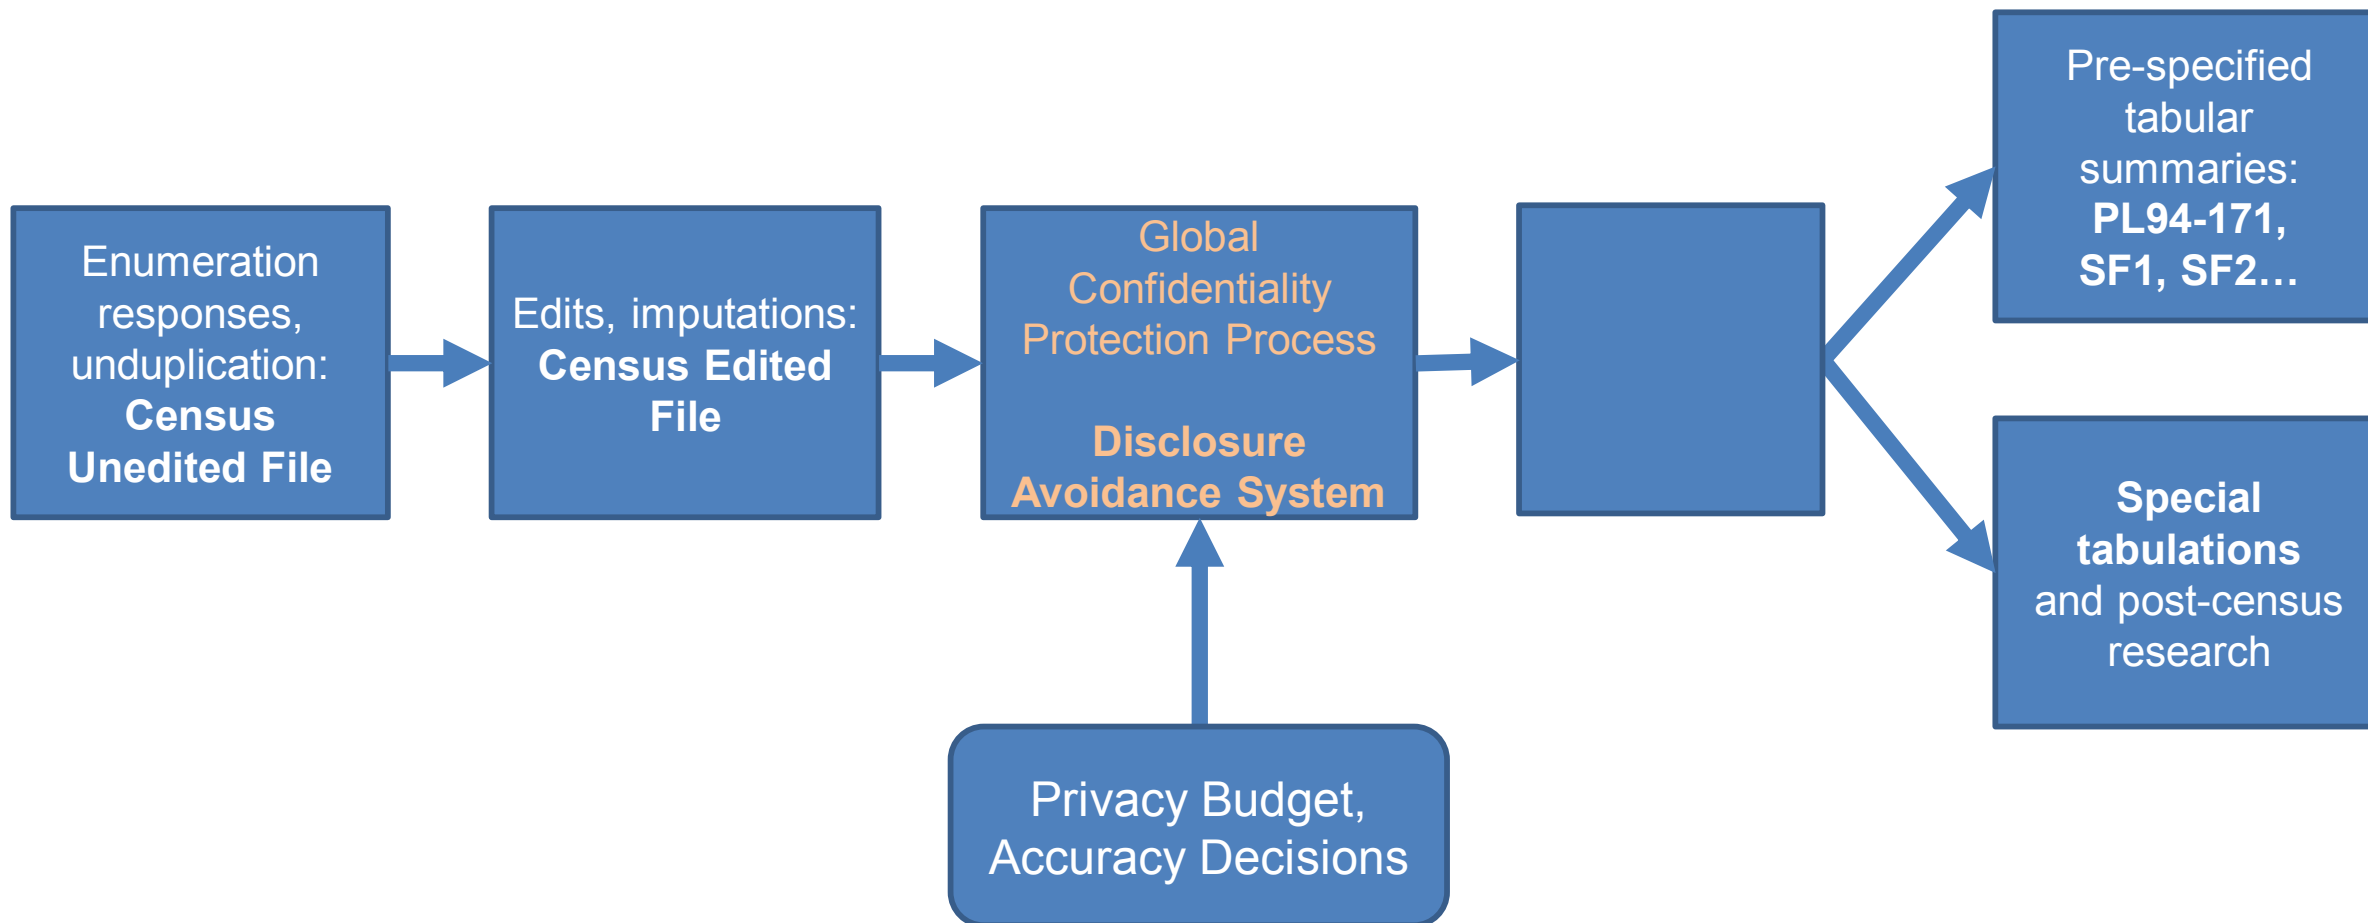 Enumeration
responses,
unduplication:
Census
Unedited File
Edits, imputations:
Census Edited
File
Global
Confidentiality
Protection Process
Disclosure
Avoidance System
Privacy Budget,
Accuracy Decisions
Pre-specified
tabular
summaries:
PL94-171,
SF1, SF2…
Special
tabulations
and post-census
research